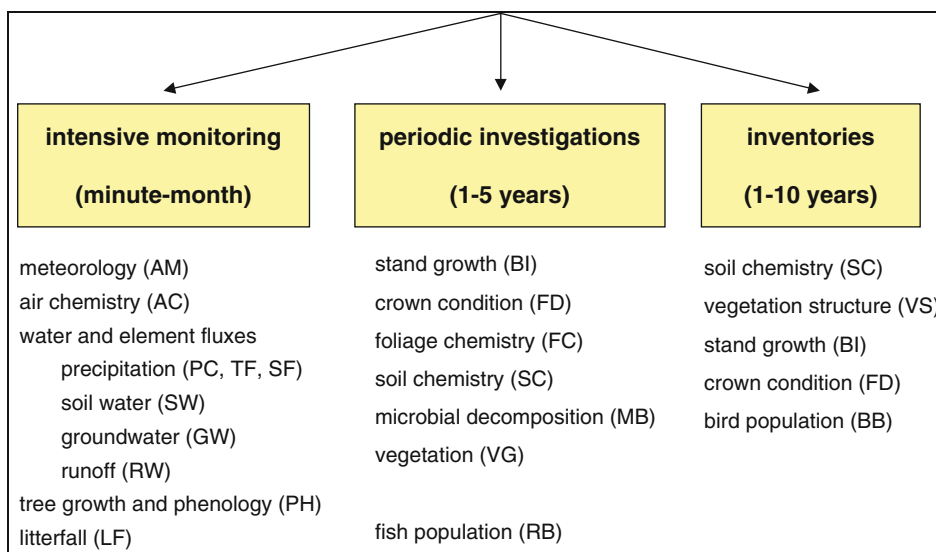 intensive monitoring
(minute-month)
meteorology (AM)
air chemistry (AC)
water and element fluxes
precipitation (PC, TF, SF)
soil water (SW)
groundwater (GW)
runoff (RW)
tree growth and phenology (PH)
litterfall (LF)
periodic investigations
(1-5 years)
stand growth (BI)
crown condition (FD)
foliage chemistry (FC)
soil chemistry (SC)
microbial decomposition (MB)
vegetation (VG)
fish population (RB)
inventories
(1-10 years)
soil chemistry (SC)
vegetation structure (VS)
stand growth (BI)
crown condition (FD)
bird population (BB)